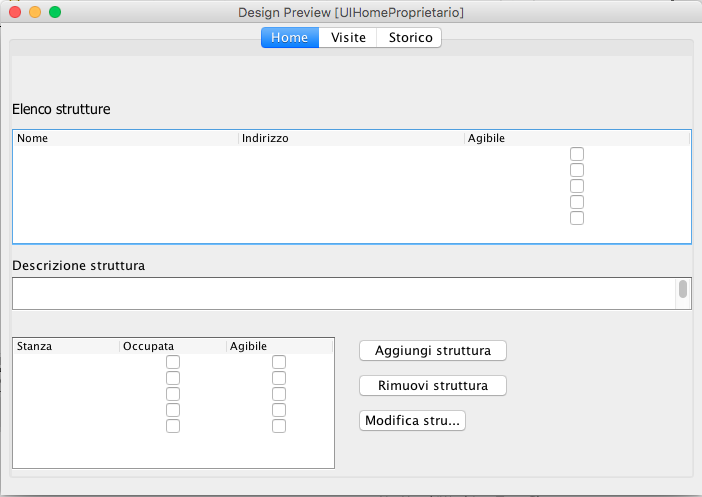 Design Preview [UIHomeProprietario]
Home Visite Storico
Elenco strutture
Nome Indirizzo Agibile
Descrizione struttura
Stanza Occupata Agibile
Aggiungi struttura
Rimuovi struttura
Modifica stru...